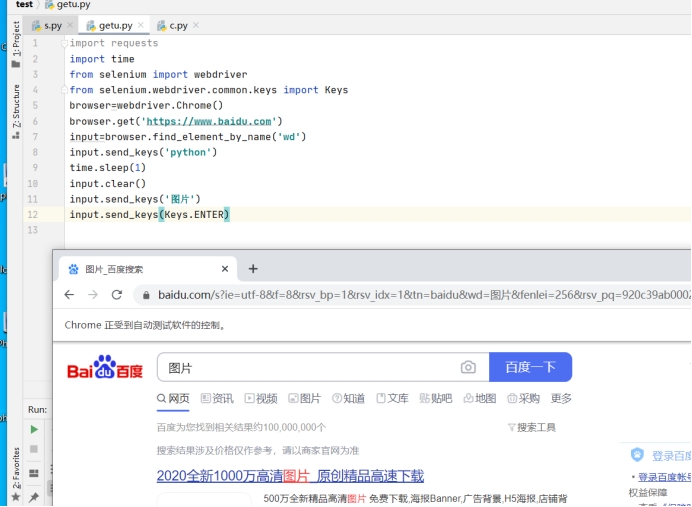 test getu.py
s.py getu.py c.py
1: Project
Z: Structure
2: Favorites
1 import requests
2 import time
3 from selenium import webdriver
4 from selenium.webdriver.common.keys import Keys
5 browser=webdriver.Chrome()
6 browser.get('https://www.baidu.com')
7 input=browser.find_element_by_name('wd')
8 input.send_keys('python')
9 time.sleep(1)
10 input.clear()
11 input.send_keys('图片')
12 input.send_keys(Keys.ENTER)
13
Run:
图片_百度搜索
baidu.com/s?ie=utf-8&f=8&rsv_bp=1&rsv_idx=1&tn=baidu&wd=图片&fenlei=256&rsv_pq=920c39ab0002
Chrome 正受到自动测试软件的控制。
Bai du 百度 图片 百度一下
网页 资讯 视频 图片 知道 文库 贴吧 地图 采购 更多
百度为您找到相关结果约100,000,000个 搜索工具
搜索结果涉及价格仅作参考，请以商家官网为准
2020全新1000万高清图片_原创精品高速下载
500万全新精品高清图片 免费下载,海报Banner,广告背景,H5海报,店铺背
登录百度
登录百度帐号
权益保障